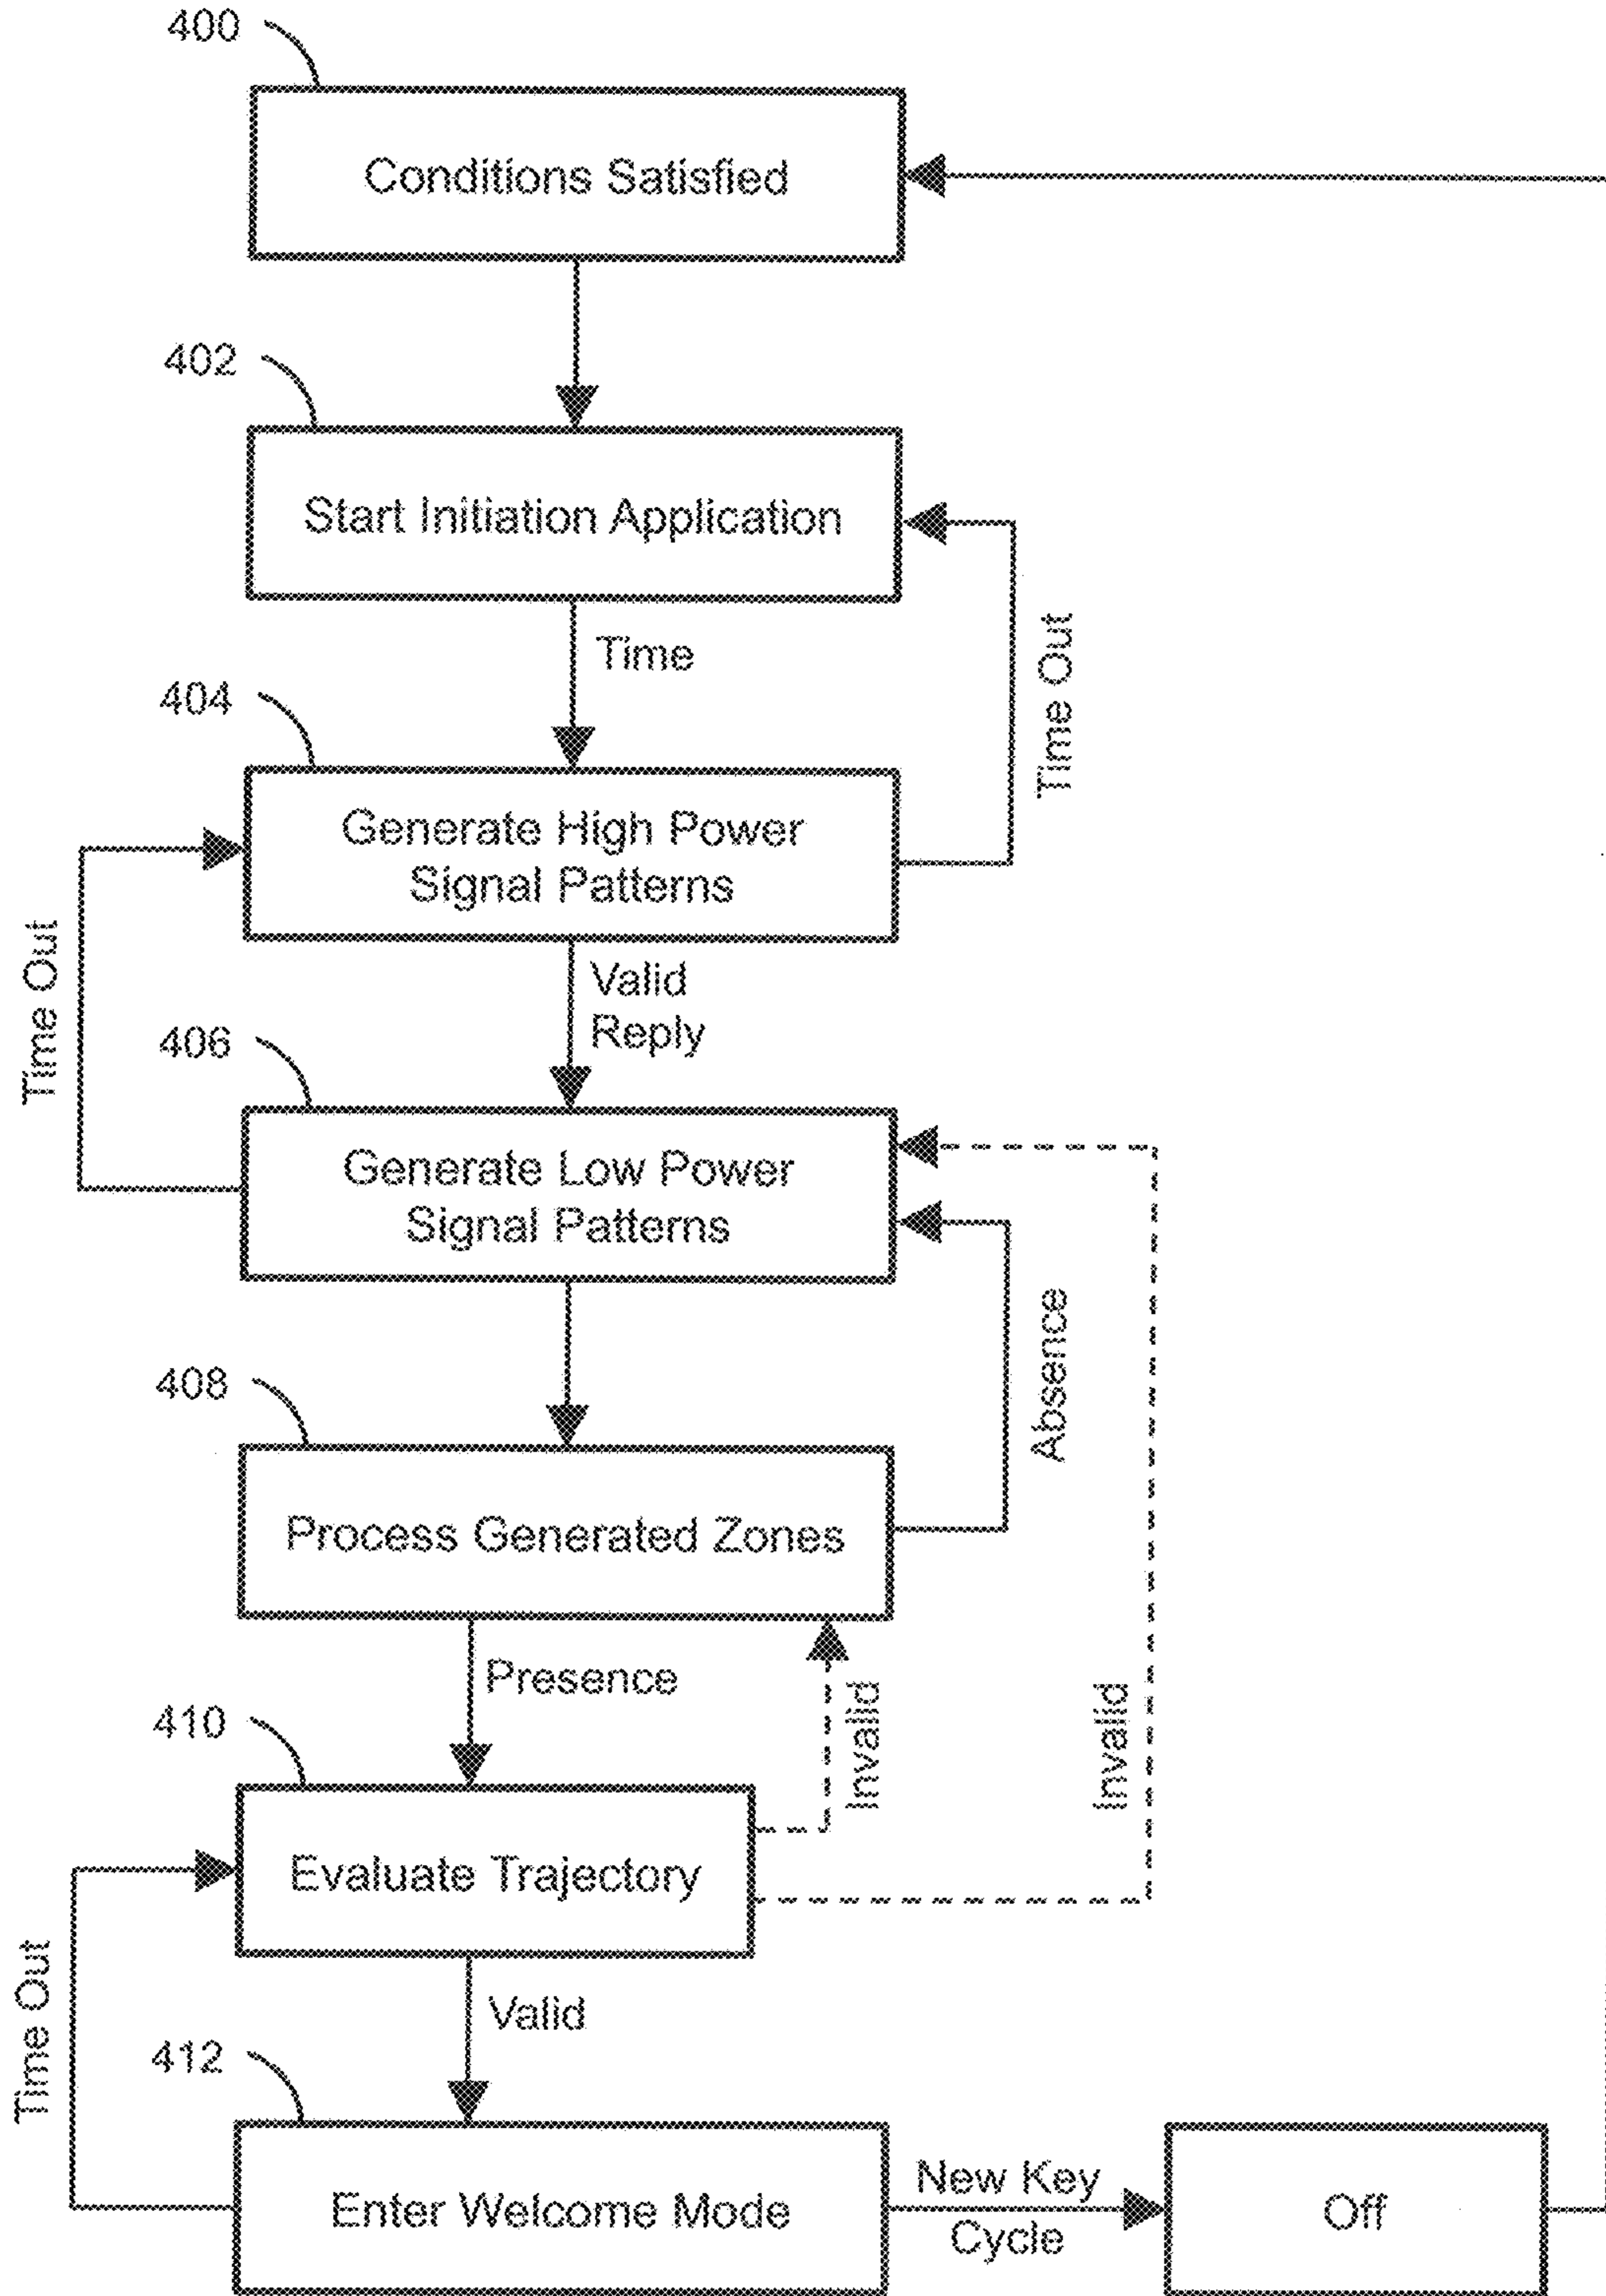 400
Conditions Satisfied
402
Start Initiation Application
Time
Time Out
404
Generate High Power
Signal Patterns
Time Out
Valid
Reply
406
Generate Low Power
Signal Patterns
Absence
408
Process Generated Zones
Presence
Invalid
Invalid
410
Evaluate Trajectory
Time Out
Valid
412
Enter Welcome Mode
New Key
Cycle
Off